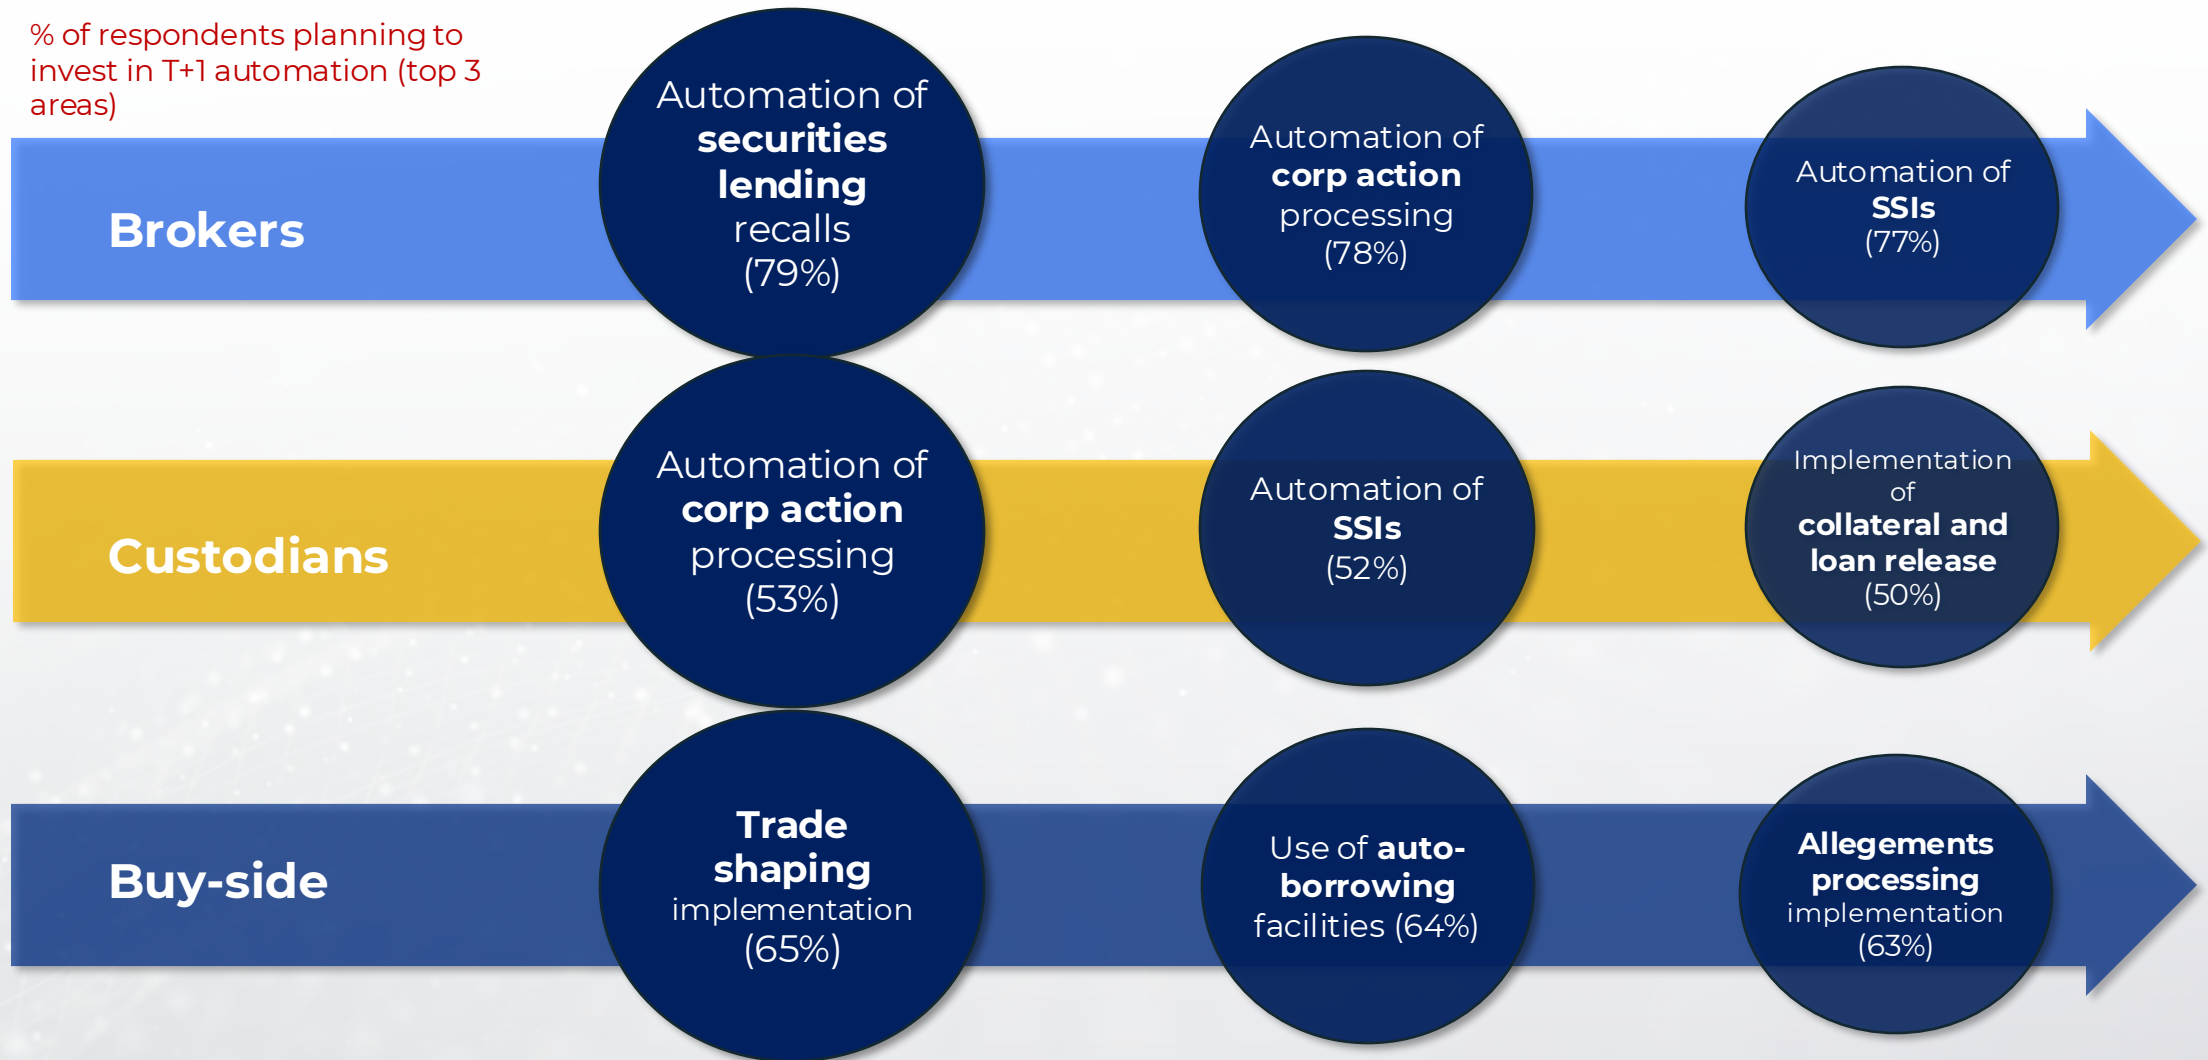 % of respondents planning to
invest in T+1 automation (top 3
areas)
Brokers
Automation of
securities
lending
recalls
(79%)
Automation of
corp action
processing
(78%)
Automation of
SSIs
(77%)
Custodians
Automation of
corp action
processing
(53%)
Automation of
SSIs
(52%)
Implementation
of
collateral and
loan release
(50%)
Buy-side
Trade
shaping
implementation
(65%)
Use of auto-
borrowing
facilities (64%)
Allegements
processing
implementation
(63%)